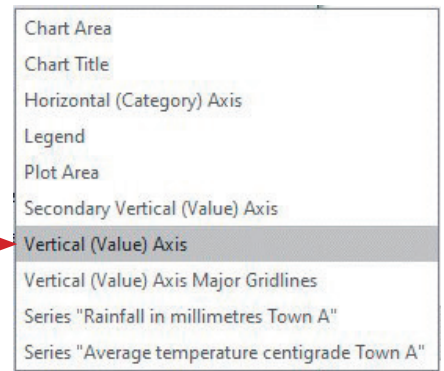 Chart Area
Chart Title
Horizontal (Category) Axis
Legend
Plot Area
Secondary Vertical (Value) Axis
Vertical (Value) Axis
Vertical (Value) Axis Major Gridlines
Series "Rainfall in millimetres Town A"
Series "Average temperature centigrade Town A"